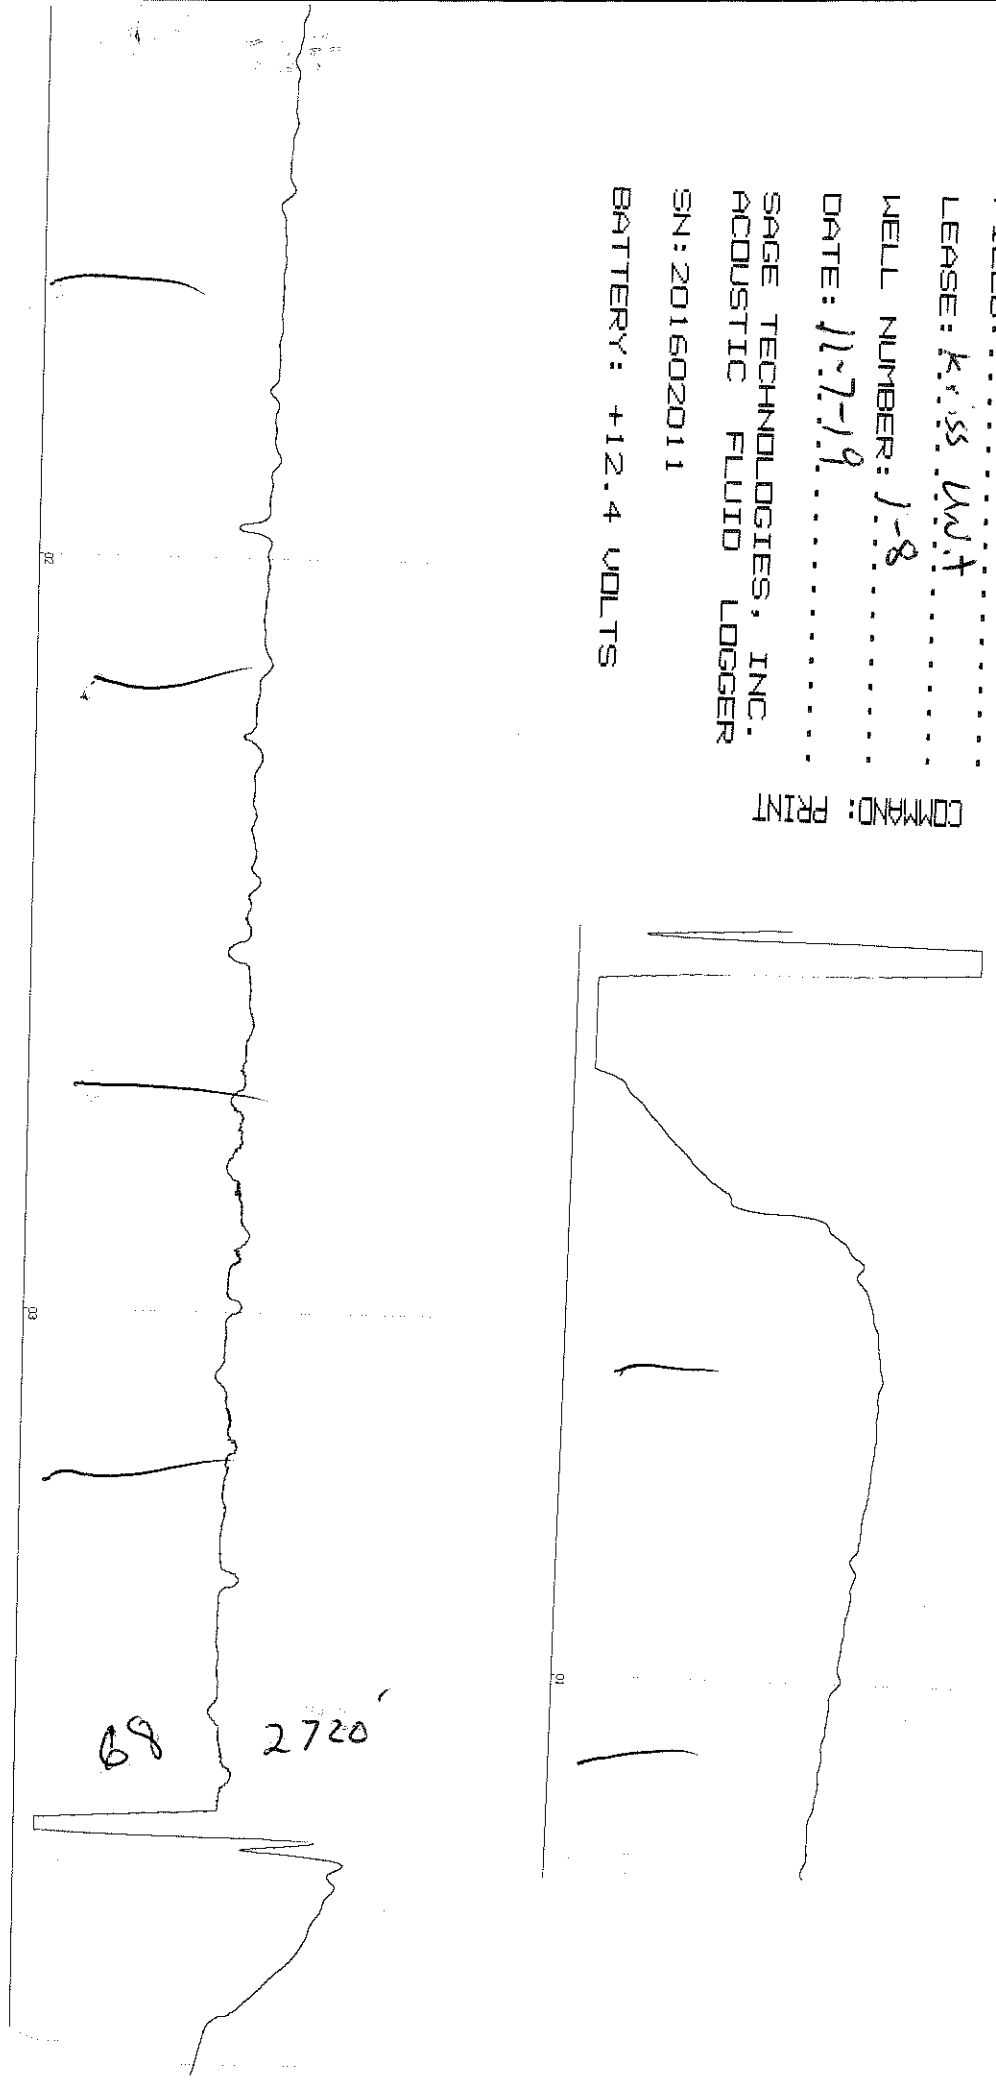 LEASE: Kriss Unit
WELL NUMBER: 1-8
DATE: 11-7-19
SAGE TECHNOLOGIES, INC.
ACOUSTIC FLUID LOGGER
SN: 201602011
BATTERY: +12.4 VOLTS
COMMAND: PRINT
01
02
03
68 2720'